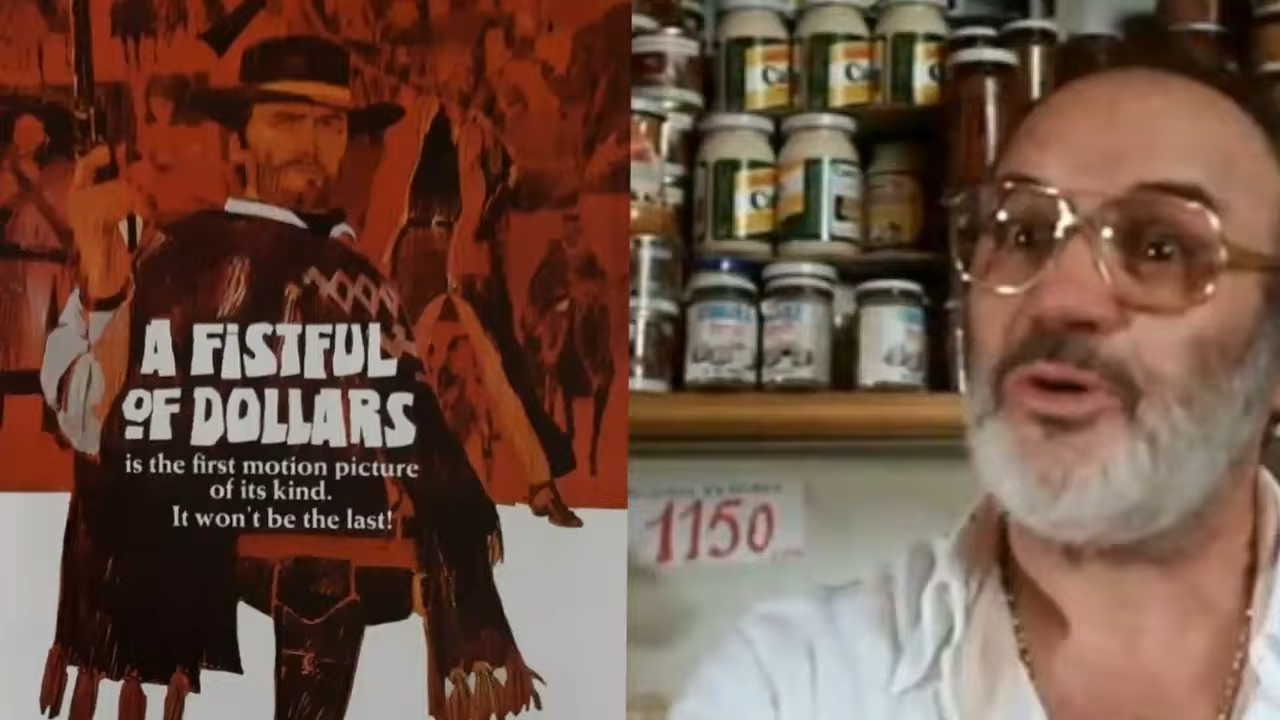 A FiSTFUL
OF DOLLARS
is the first motion picture
of its kind.
It won't be the last!
1150